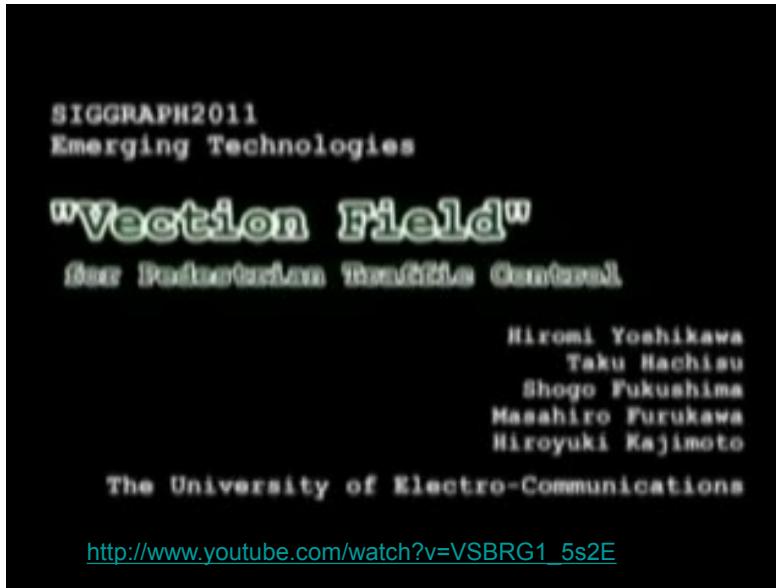 SIGGRAPH2011
Emerging Technologies
"Vection Field"
for Pedestrian Traffic Control
Hiromi Yoshikawa
Taku Hachisu
Shogo Fukushima
Masahiro Furukawa
Hiroyuki Kajimoto
The University of Electro-Communications
http://www.youtube.com/watch?v=VSBRG1_5s2E